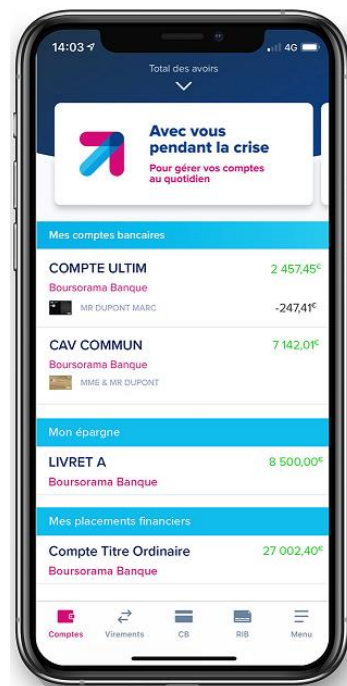 14:03
4G
Total des avoirs
Avec vous
pendant la crise
Pour gérer vos comptes
au quotidien
Mes comptes bancaires
COMPTE ULTIM 2 457,45€
Boursorama Banque
MR DUPONT MARC -247,41€
CAV COMMUN 7 142,01€
Boursorama Banque
MME & MR DUPONT
Mon épargne
LIVRET A 8 500,00€
Boursorama Banque
Mes placements financiers
Compte Titre Ordinaire 27 002,40€
Boursorama Banque
Comptes Virements CB RIB Menu